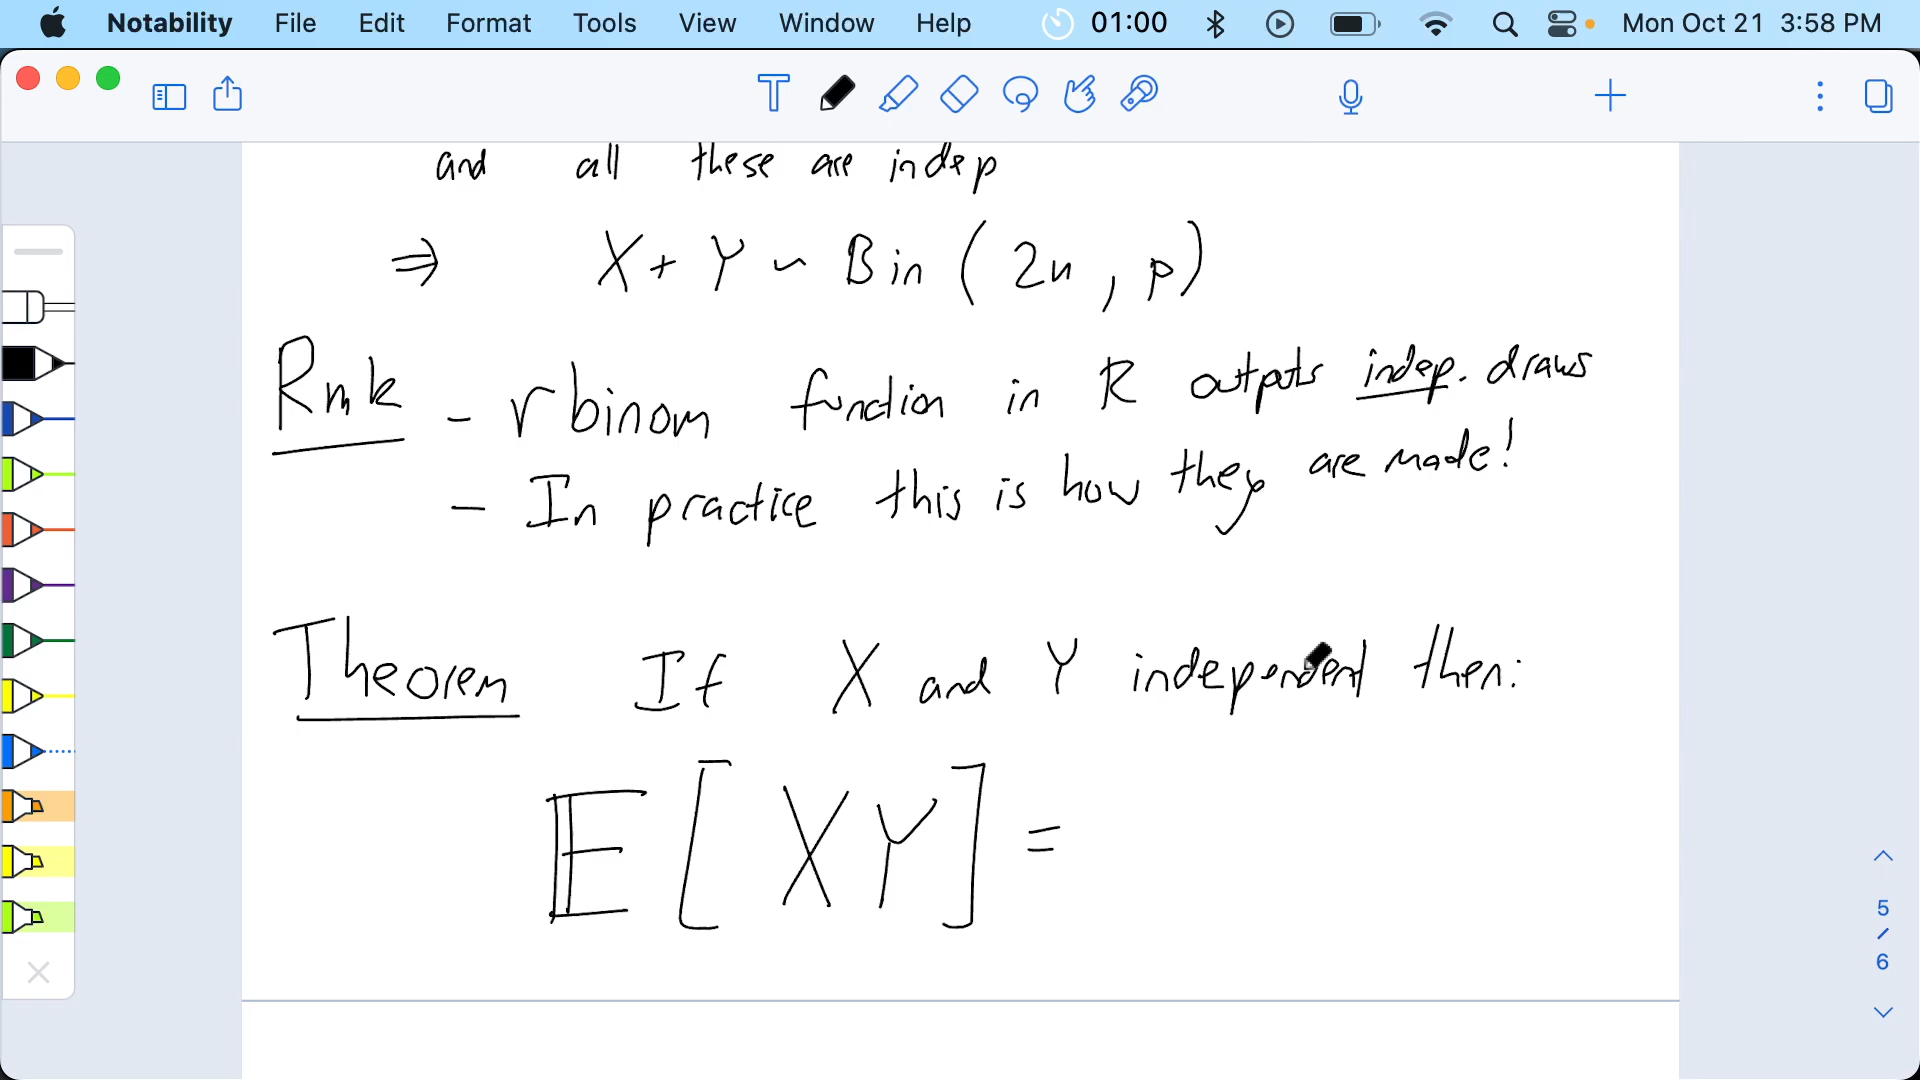 Notability File Edit Format Tools View Window Help 01:00 Mon Oct 21 3:58 PM
and all these are indep
⇒ X + Y ~ Bin ( 2n , p )
Rmk - rbinom function in R outputs indep. draws
- In practice this is how they are made!
Theorem If X and Y independent then:
𝔼 [ XY ] =
5
/
6